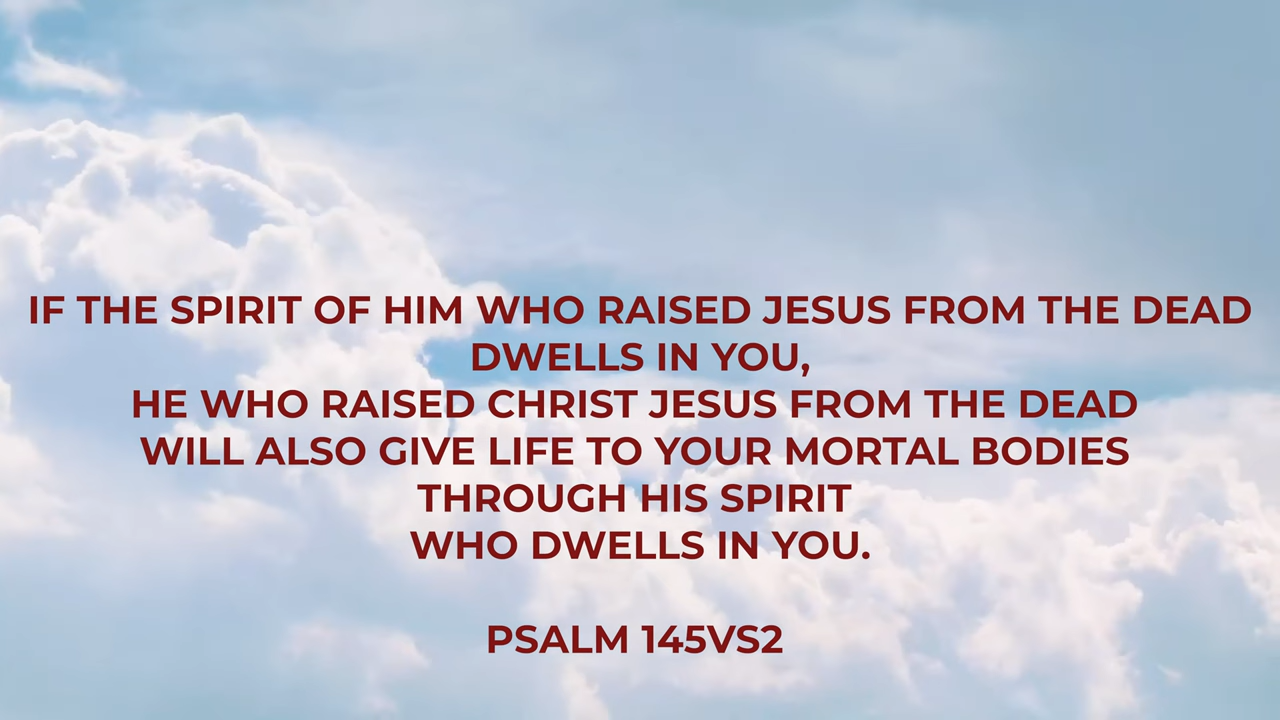 IF THE SPIRIT OF HIM WHO RAISED JESUS FROM THE DEAD
DWELLS IN YOU,
HE WHO RAISED CHRIST JESUS FROM THE DEAD
WILL ALSO GIVE LIFE TO YOUR MORTAL BODIES
THROUGH HIS SPIRIT
WHO DWELLS IN YOU.
PSALM 145VS2